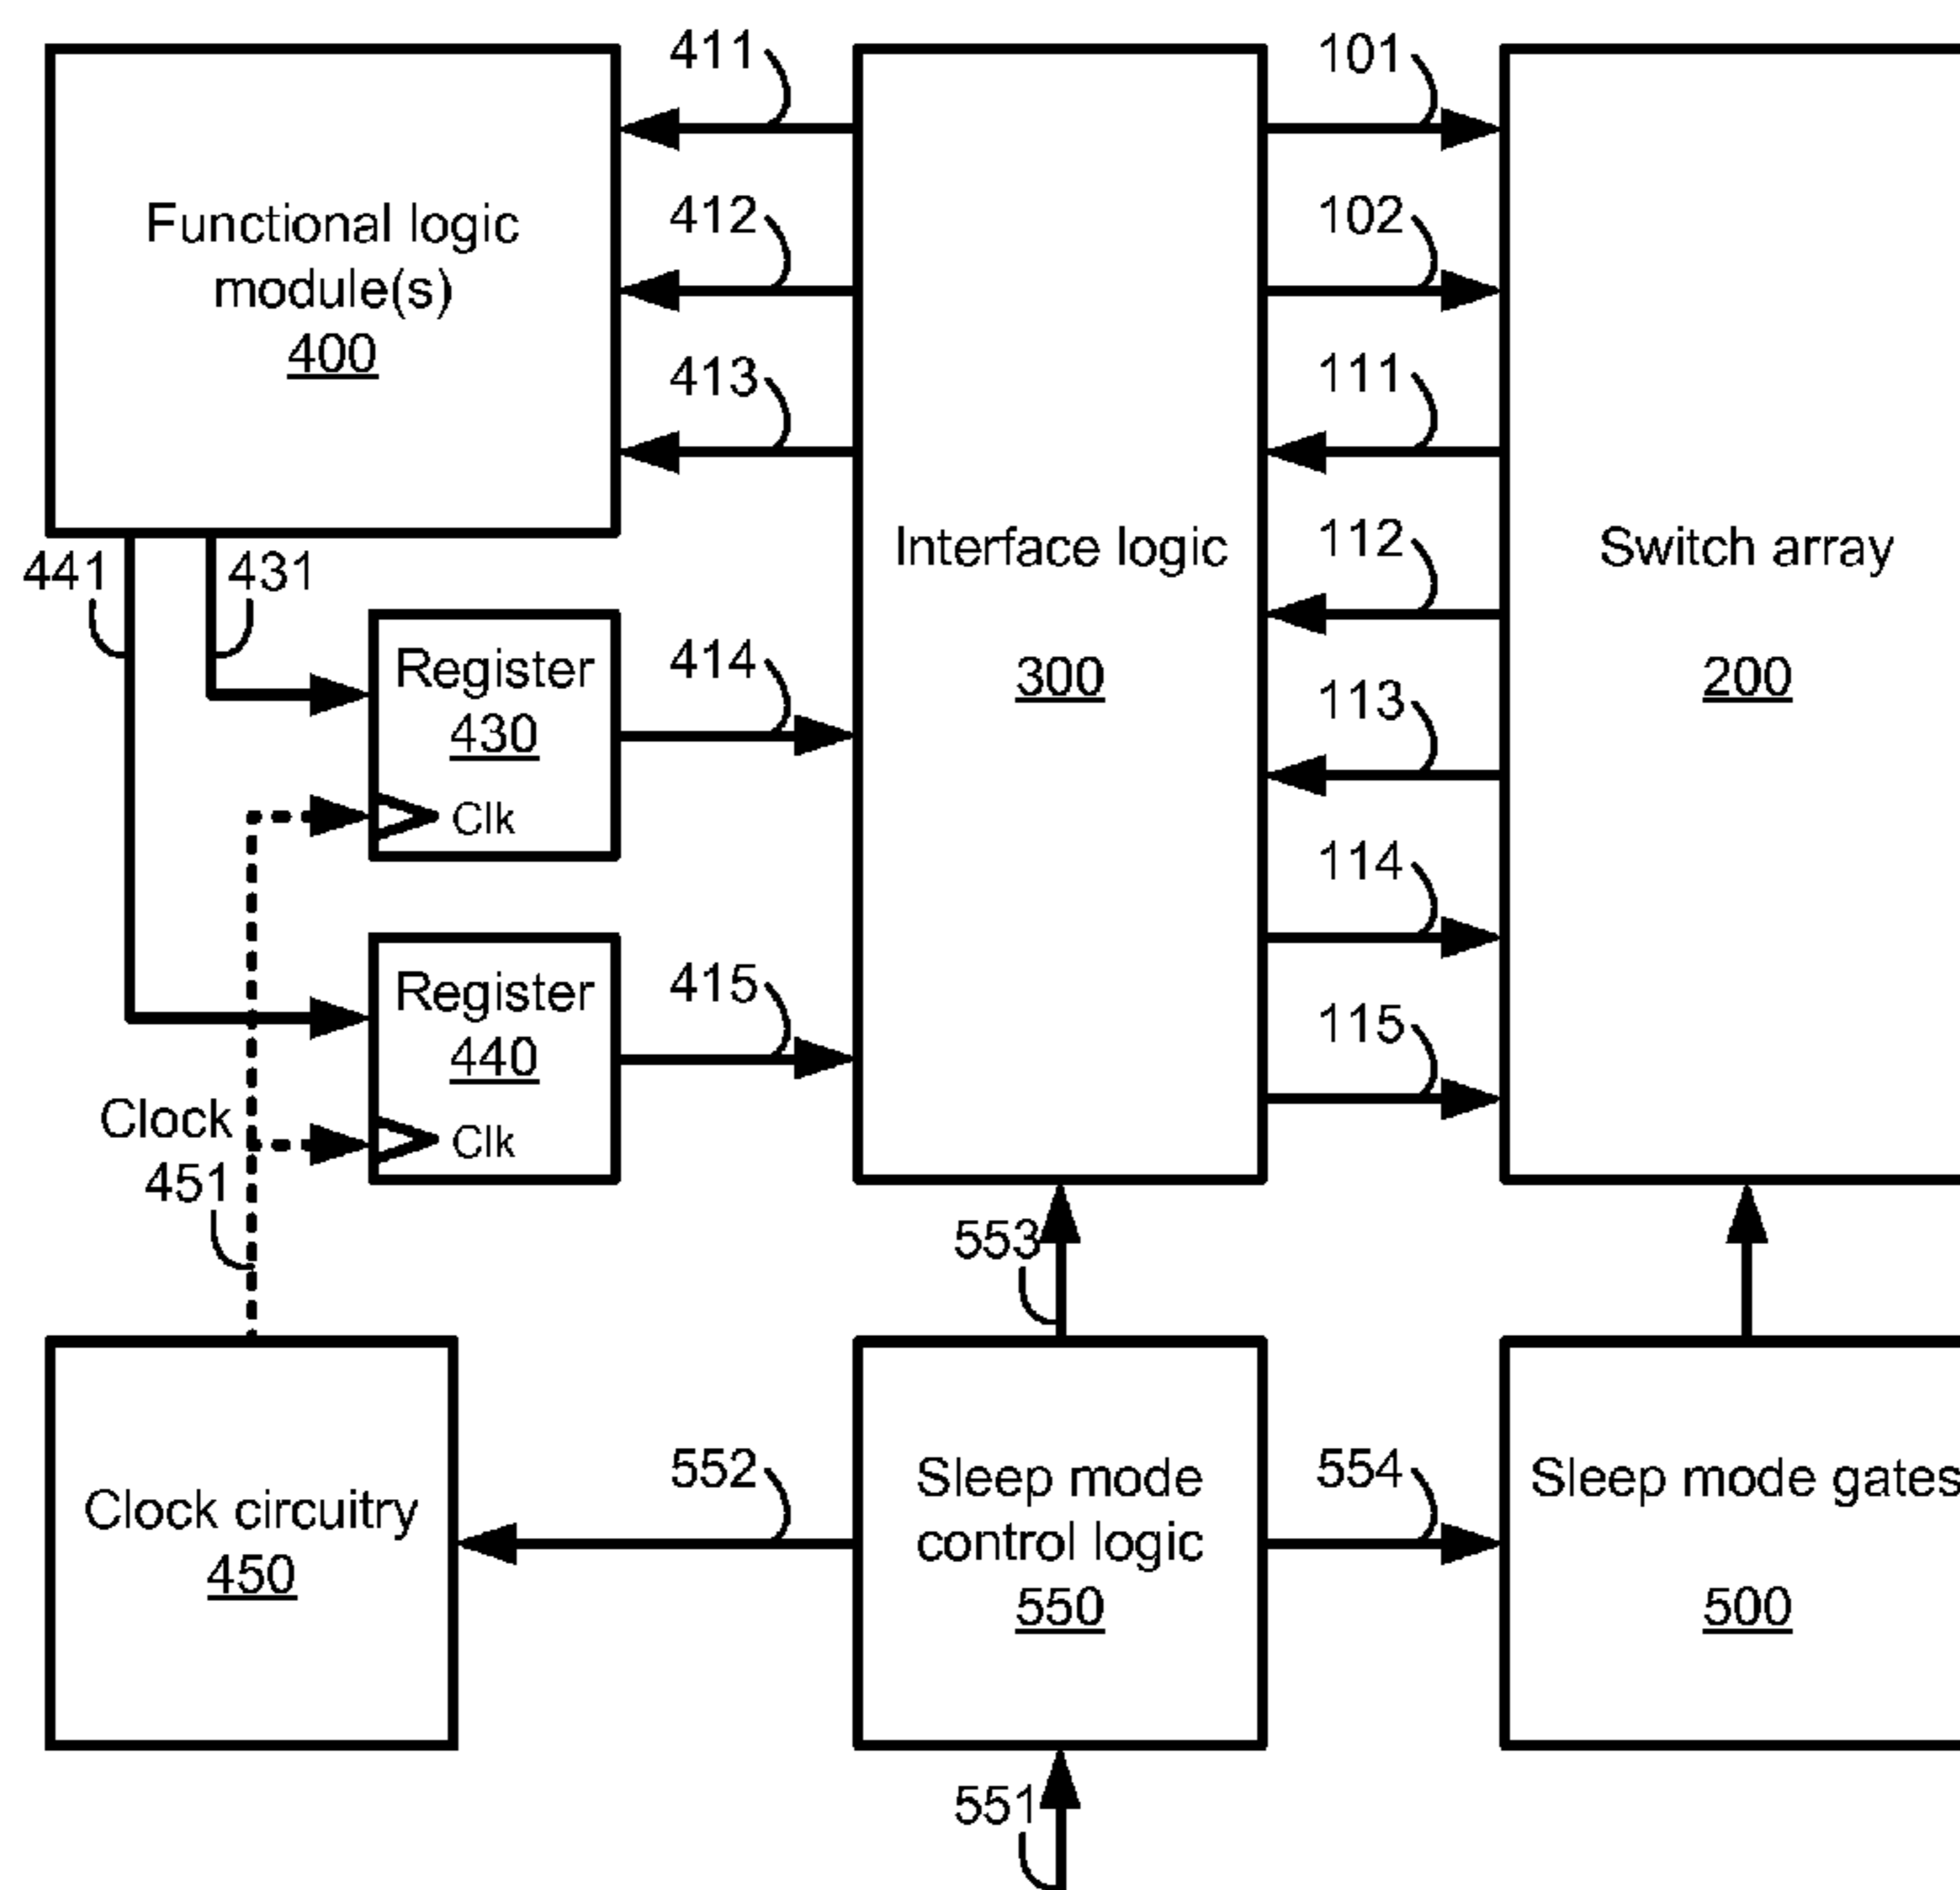 411
101
Functional logic
module(s)
400
412
102
413
111
441
431
Interface logic
300
112
Switch array
200
Register
430
Clk
414
113
114
Register
440
Clk
415
115
Clock
451
553
Clock circuitry
450
552
Sleep mode
control logic
550
554
Sleep mode gates
500
551